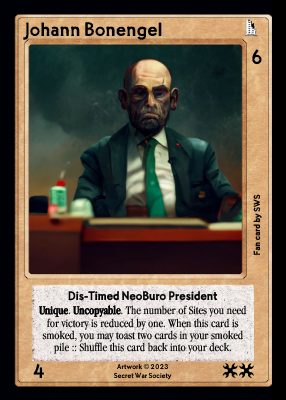 Johann Bonengel
6
Fan card by SWS
Dis-Timed NeoBuro President
Unique. Uncopyable. The number of Sites you need
for victory is reduced by one. When this card is
smoked, you may toast two cards in your smoked
pile :: Shuffle this card back into your deck.
4
Artwork © 2023
Secret War Society